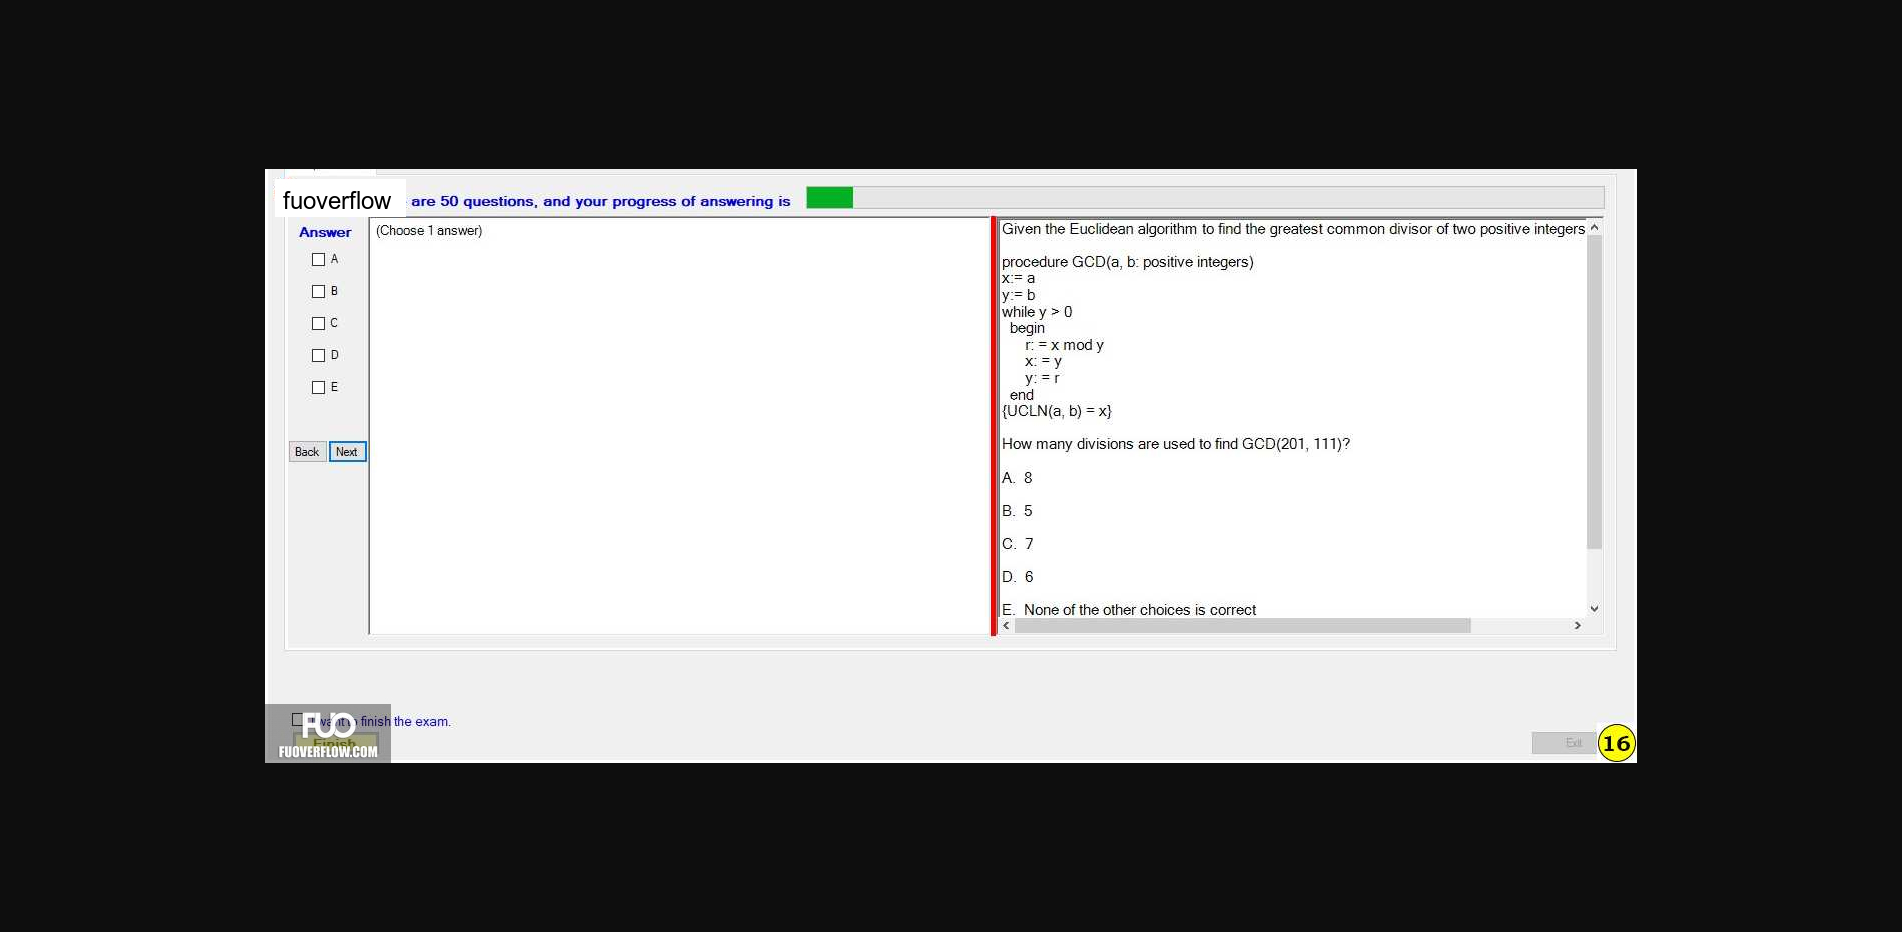 fuoverflow are 50 questions, and your progress of answering is
Answer
(Choose 1 answer)
A
B
C
D
E
Back Next
Given the Euclidean algorithm to find the greatest common divisor of two positive integers
procedure GCD(a, b: positive integers)
x:= a
y:= b
while y > 0
begin
r: = x mod y
x: = y
y: = r
end
{UCLN(a, b) = x}
How many divisions are used to find GCD(201, 111)?
A. 8
B. 5
C. 7
D. 6
E. None of the other choices is correct
I want to finish the exam.
Finish
FUO
FUOVERFLOW.COM
Exit
16